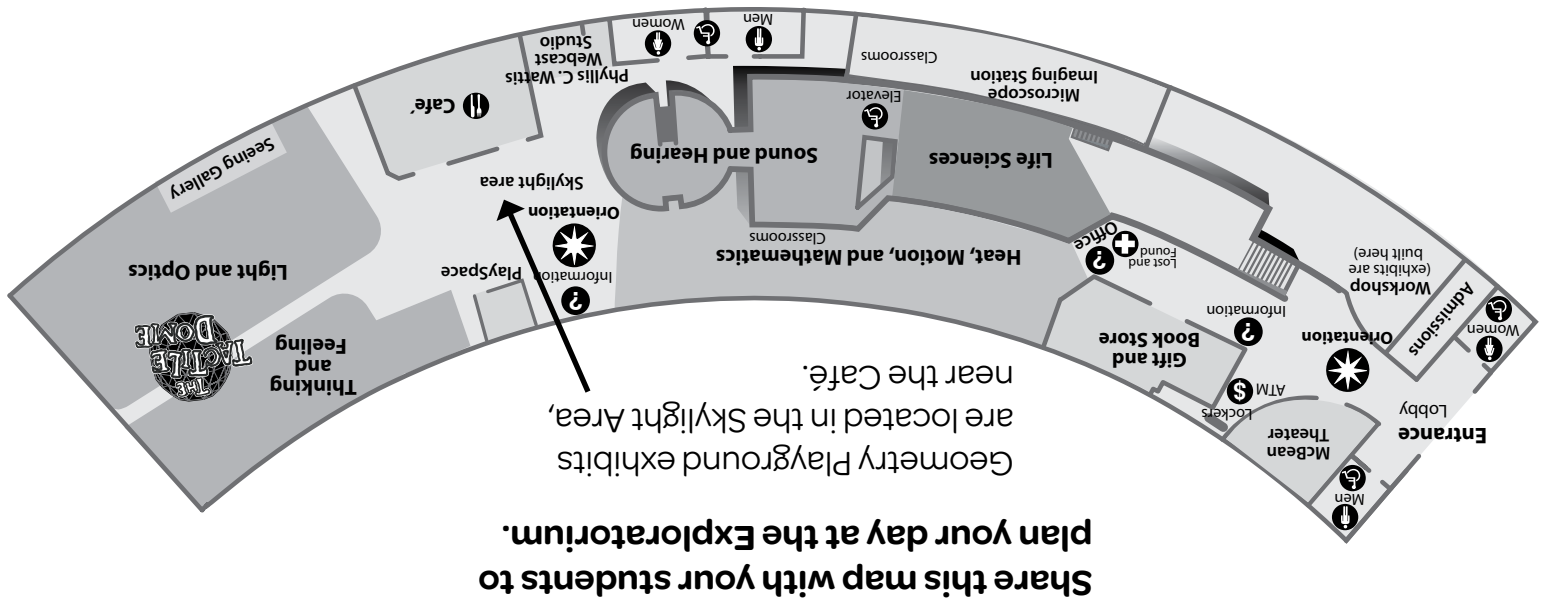 Share this map with your students to
plan your day at the Exploratorium.
Geometry Playground exhibits
are located in the Skylight Area,
near the Café.
Men
Entrance
Lobby
McBean
Theater
Lockers
ATM
$
Women
Admissions
Orientation
Information
?
Gift and
Book Store
Workshop
(exhibits are
built here)
Lost and
Found
Office
?
Heat, Motion, and Mathematics
Classrooms
Life Sciences
Elevator
Sound and Hearing
Microscope
Imaging Station
Classrooms
Men
Women
Phyllis C. Wattis
Webcast
Studio
Information
?
Orientation
Skylight area
PlaySpace
Café
Thinking
and
Feeling
THE
TACTILE
DOME
Light and Optics
Seeing Gallery